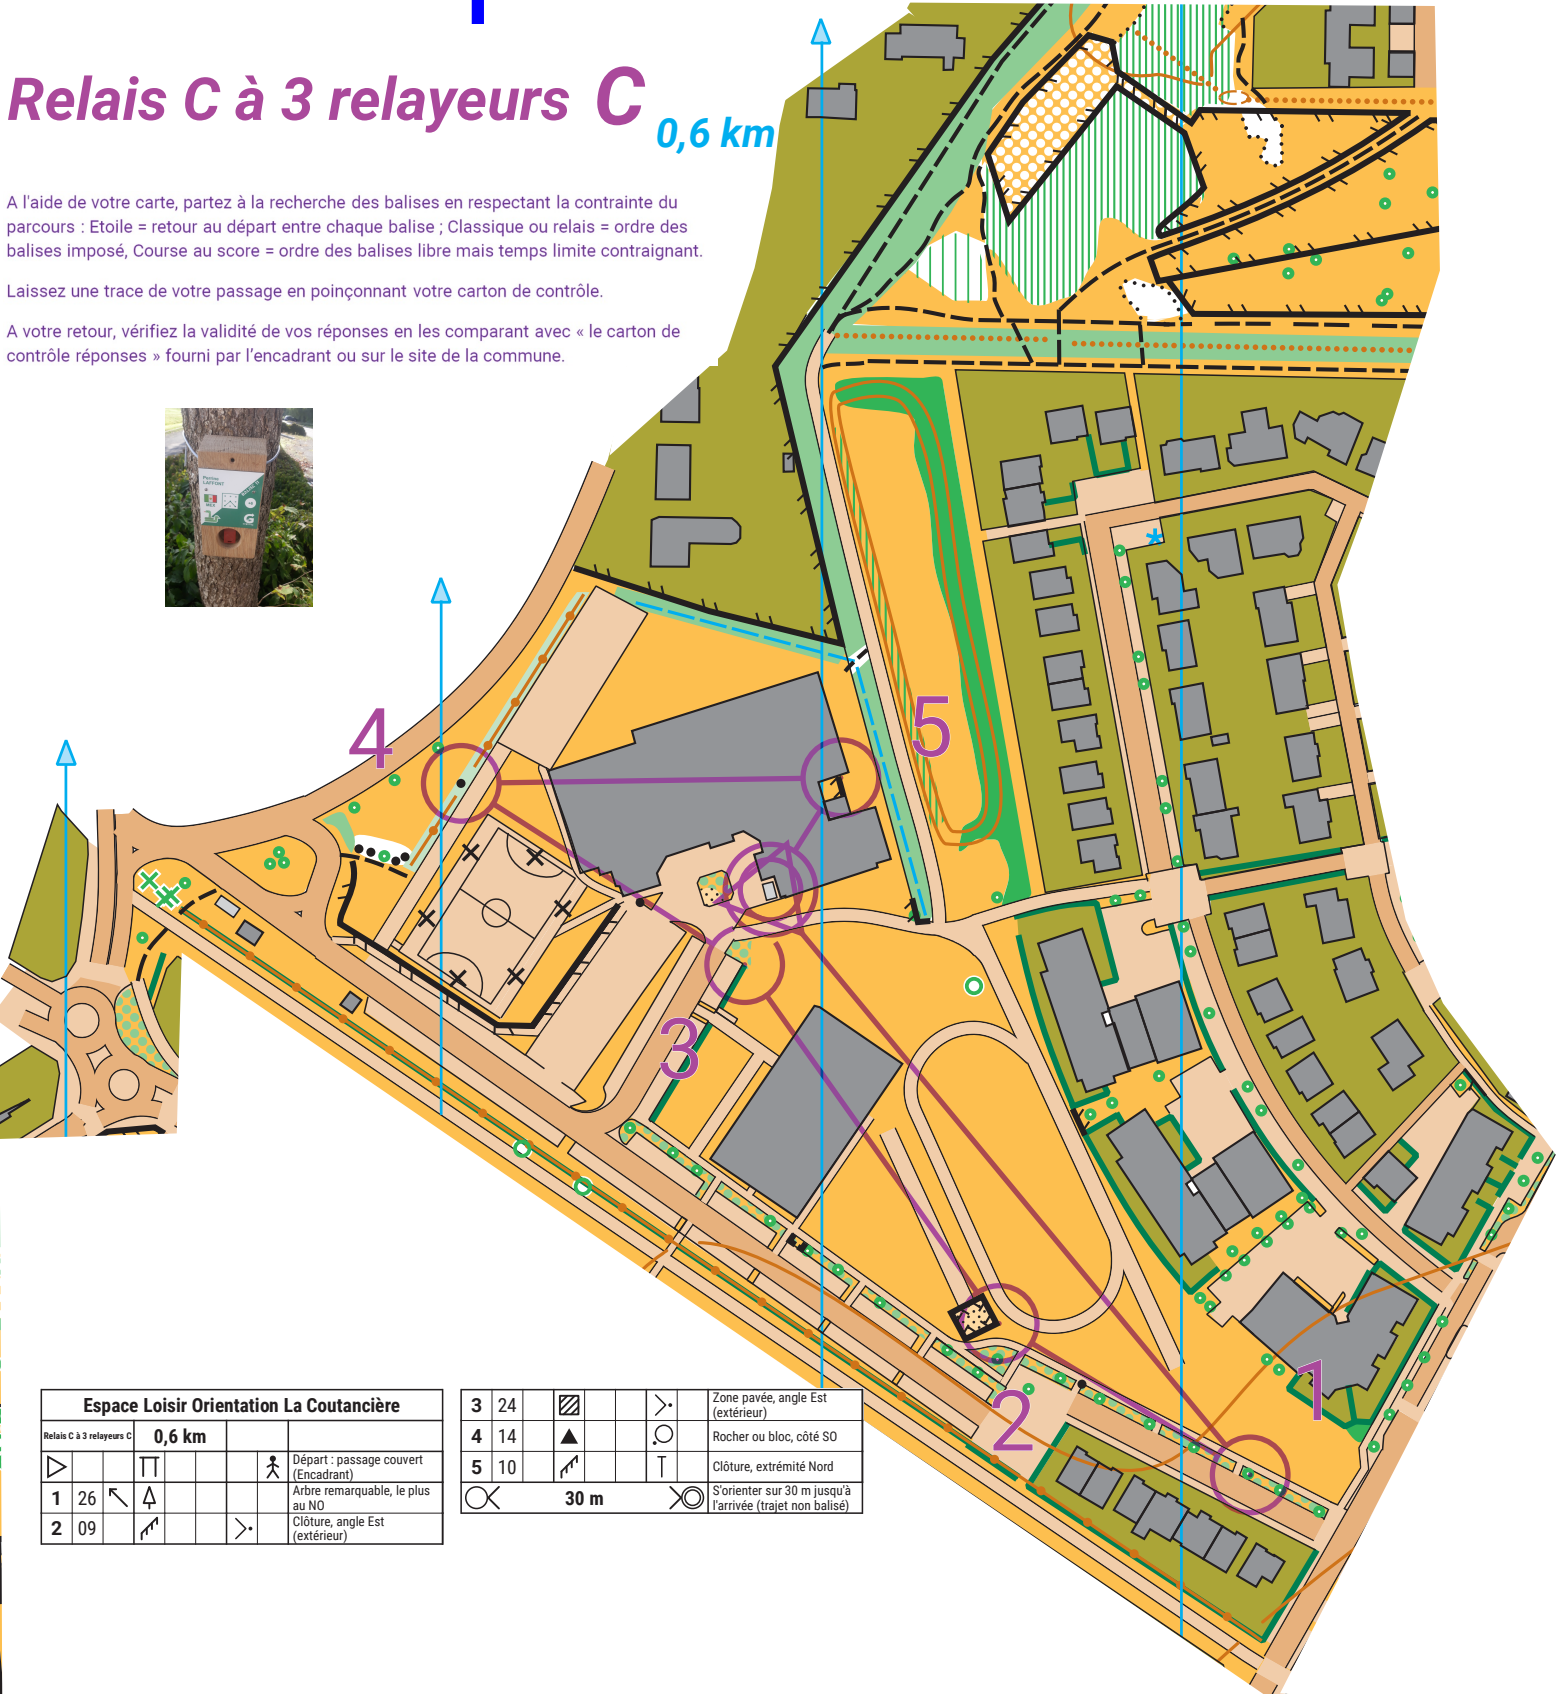 Relais C à 3 relayeurs C
0,6 km
A l'aide de votre carte, partez à la recherche des balises en respectant la contrainte du
parcours : Etoile = retour au départ entre chaque balise ; Classique ou relais = ordre des
balises imposé, Course au score = ordre des balises libre mais temps limite contraignant.
Laissez une trace de votre passage en poinçonnant votre carton de contrôle.
A votre retour, vérifiez la validité de vos réponses en les comparant avec « le carton de
contrôle réponses » fourni par l'encadrant ou sur le site de la commune.
4
5
3
1
2
Espace Loisir Orientation La Coutancière
Relais C à 3 relayeurs C 0,6 km
Départ : passage couvert
(Encadrant)
1 26 Arbre remarquable, le plus
au NO
2 09 Clôture, angle Est
(extérieur)
3 24 Zone pavée, angle Est
(extérieur)
4 14 Rocher ou bloc, côté SO
5 10 Clôture, extrémité Nord
30 m S'orienter sur 30 m jusqu'à
l'arrivée (trajet non balisé)